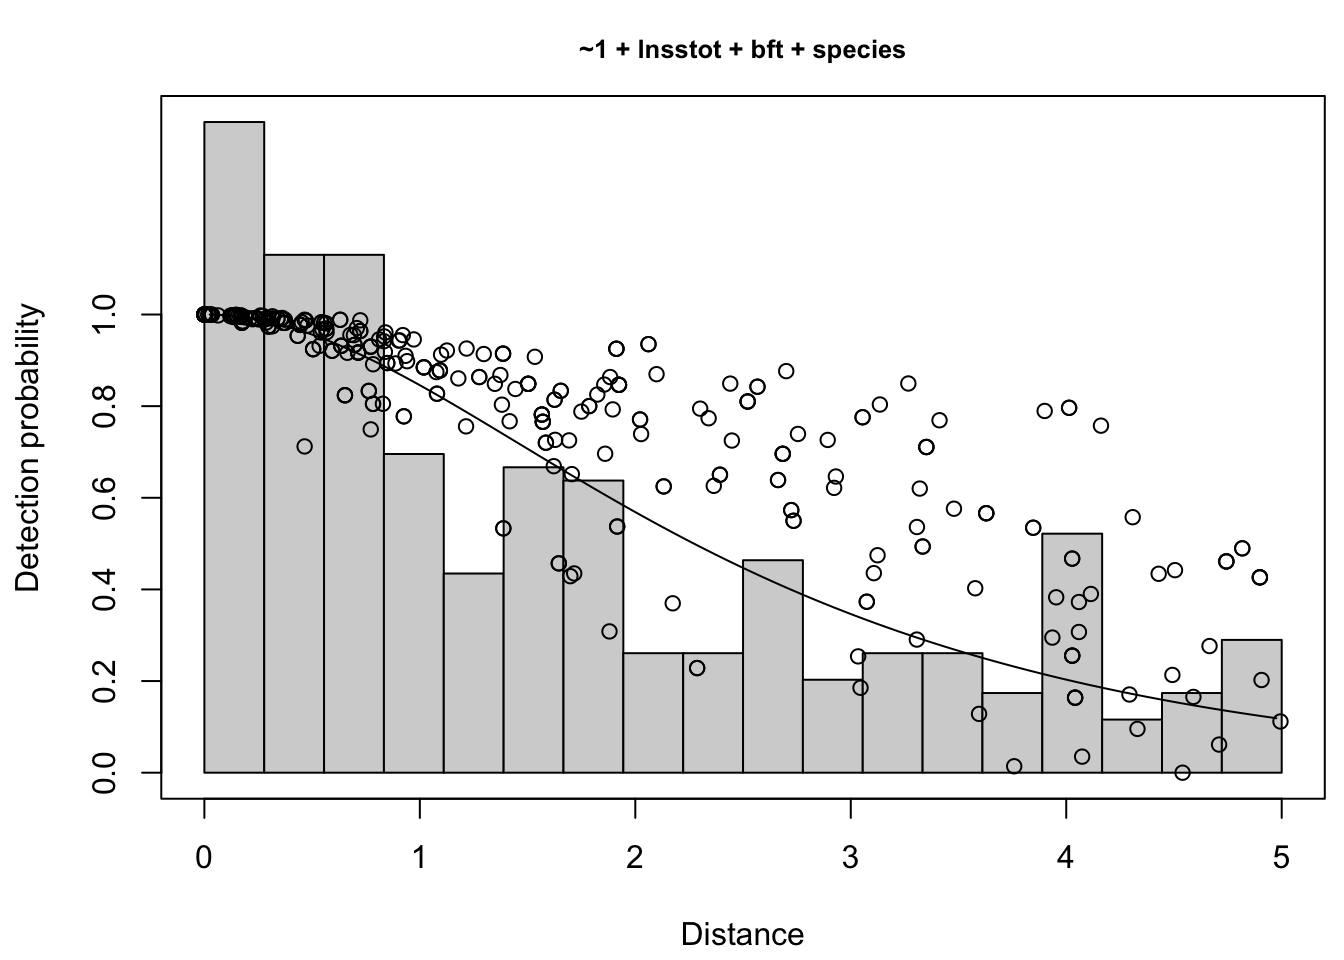 ~1 + lnsstot + bft + species
Detection probability
1.0
0.8
0.6
0.4
0.2
0.0
0 1 2 3 4 5
Distance